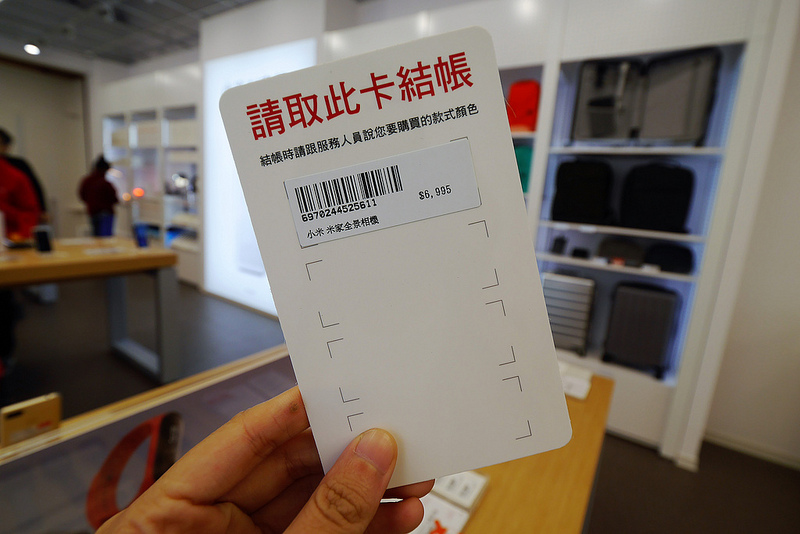 請取此卡結帳
結帳時請跟服務人員說您要購買的款式顏色
6970244525611
$6,995
小米 米家全景相機